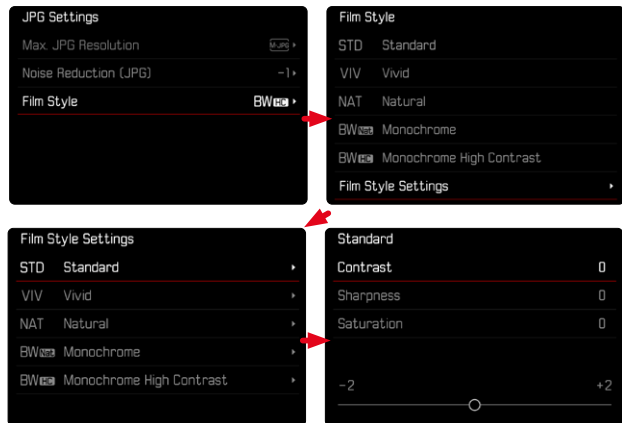 JPG Settings
Max. JPG Resolution M-JPG
Noise Reduction (JPG) -1
Film Style BW HC
Film Style
STD Standard
VIV Vivid
NAT Natural
BW Nat. Monochrome
BW HC Monochrome High Contrast
Film Style Settings
Film Style Settings
STD Standard
VIV Vivid
NAT Natural
BW Nat. Monochrome
BW HC Monochrome High Contrast
Standard
Contrast 0
Sharpness 0
Saturation 0
-2 +2